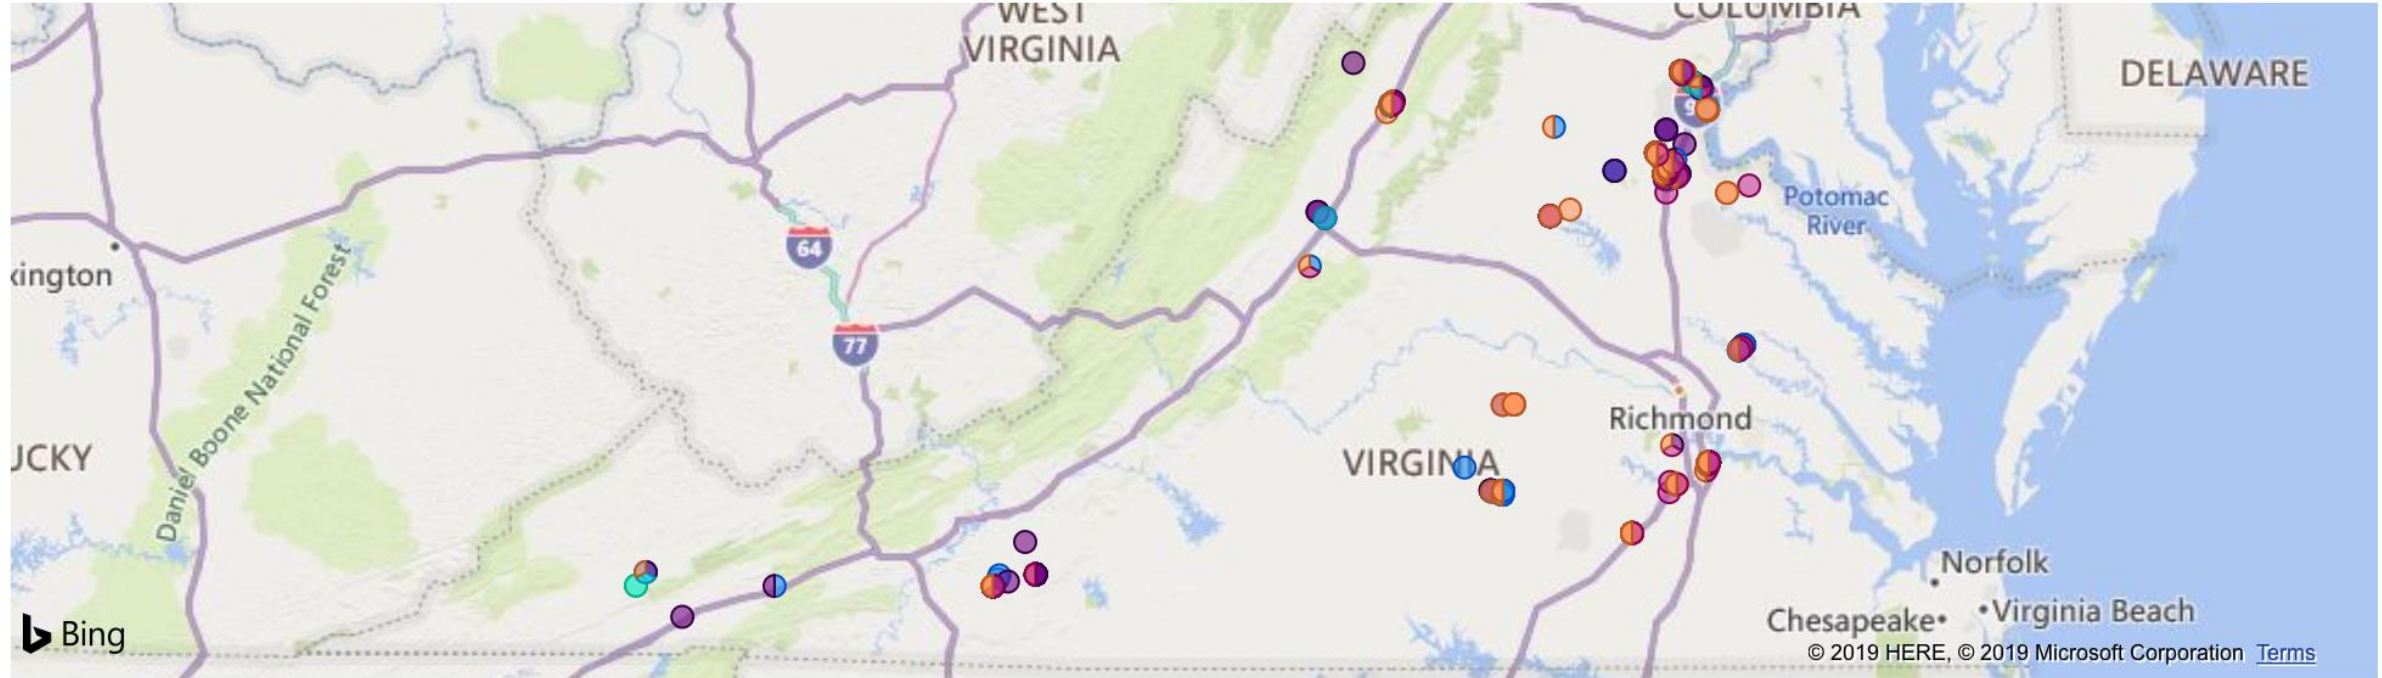 WEST
VIRGINIA
COLUMBIA
DELAWARE
9
Potomac
River
64
xington
77
Daniel Boone National Forest
Richmond
UCKY
VIRGINIA
Norfolk
Chesapeake
Virginia Beach
Bing
© 2019 HERE, © 2019 Microsoft Corporation Terms